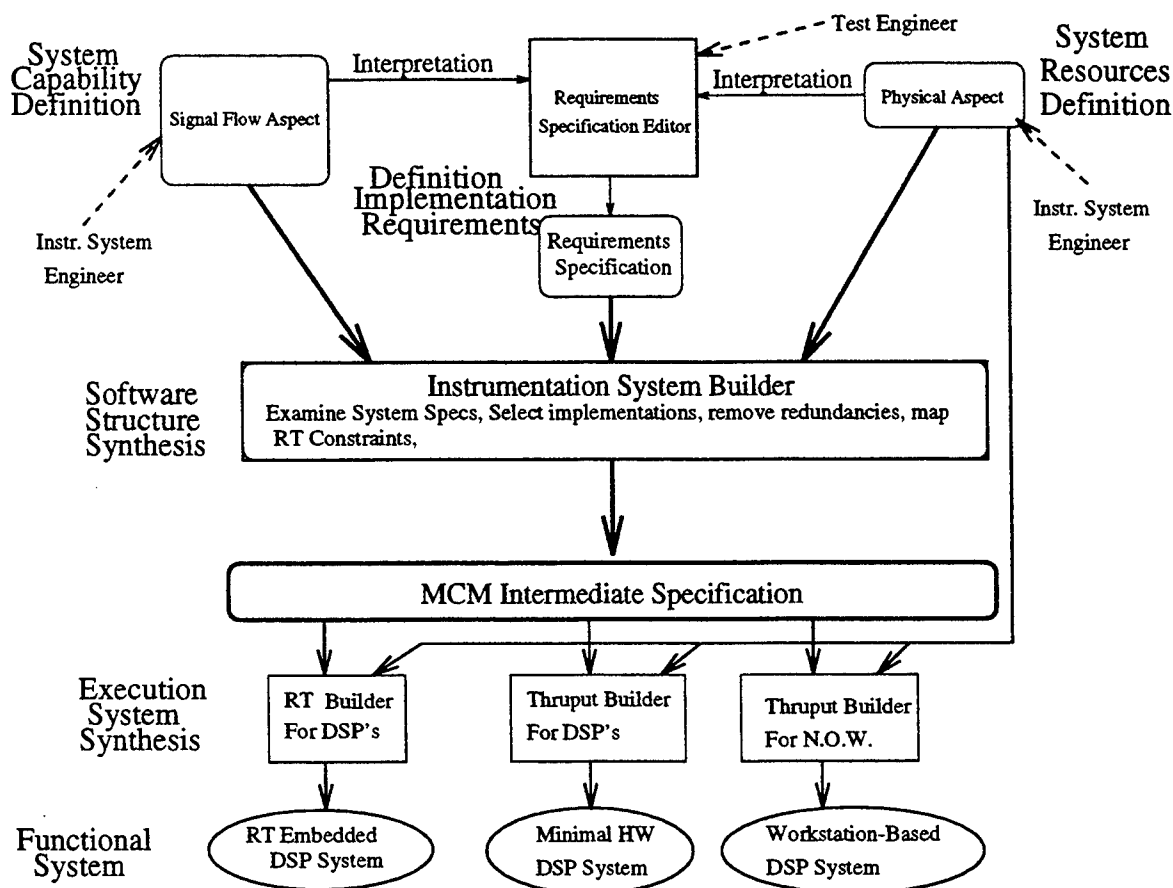 System
Capability
Definition
Signal Flow Aspect
Interpretation
Requirements
Specification Editor
Test Engineer
Interpretation
Physical Aspect
System
Resources
Definition
Instr. System
Engineer
Definition
Implementation
Requirements
Requirements
Specification
Instr. System
Engineer
Software
Structure
Synthesis
Instrumentation System Builder
Examine System Specs, Select implementations, remove redundancies, map
RT Constraints,
MCM Intermediate Specification
Execution
System
Synthesis
RT Builder
For DSP's
Thruput Builder
For DSP's
Thruput Builder
For N.O.W.
Functional
System
RT Embedded
DSP System
Minimal HW
DSP System
Workstation-Based
DSP System